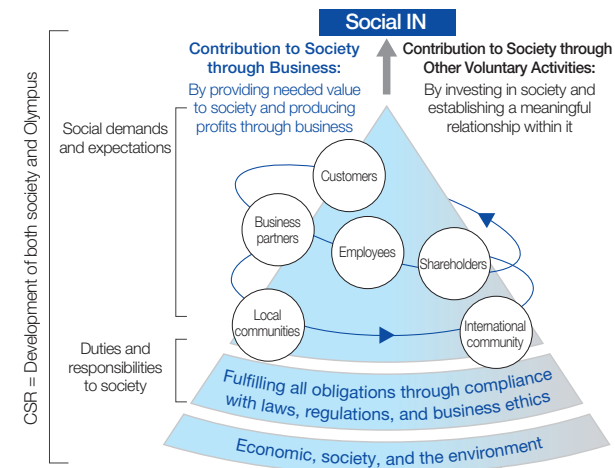 Social IN
Contribution to Society
through Business:
By providing needed value
to society and producing
profits through business
Contribution to Society through
Other Voluntary Activities:
By investing in society and
establishing a meaningful
relationship within it
CSR = Development of both society and Olympus
Social demands
and expectations
Customers
Business
partners
Employees
Shareholders
Local
communities
International
community
Duties and
responsibilities
to society
Fulfilling all obligations through compliance
with laws, regulations, and business ethics
Economic, society, and the environment